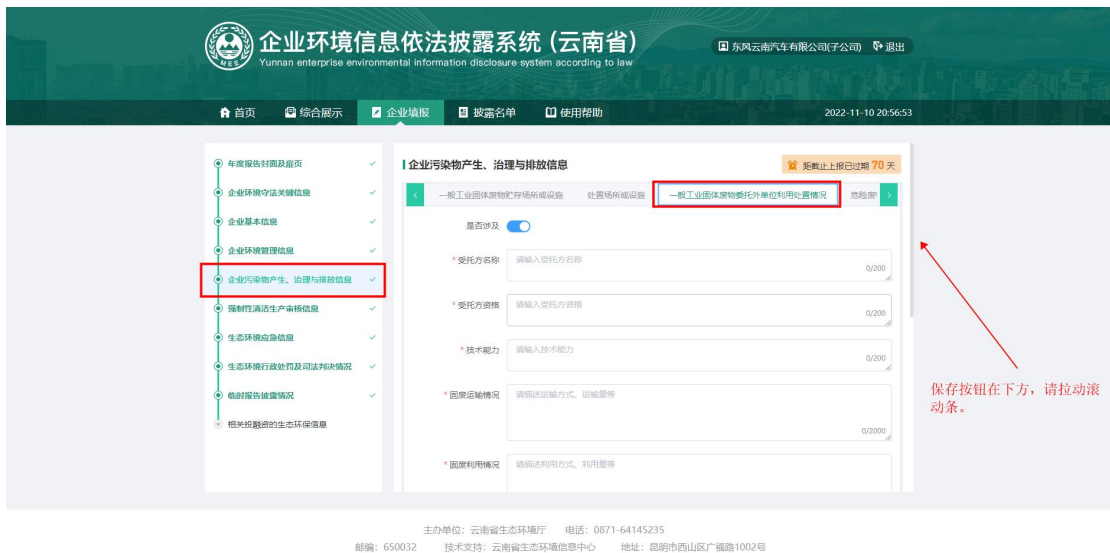 企业环境信息依法披露系统 (云南省)
Yunnan enterprise environmental information disclosure system according to law
MEE
东风云南汽车有限公司(子公司) 退出
首页 综合展示 企业填报 披露名单 使用帮助 2022-11-10 20:56:53
年度报告封面及扉页
企业环境守法关键信息
企业基本信息
企业环境管理信息
企业污染物产生、治理与排放信息
强制性清洁生产审核信息
生态环境应急信息
生态环境行政处罚及司法判决情况
临时报告披露情况
相关投融资的生态环保信息
企业污染物产生、治理与排放信息 距截止上报已过期 70 天
一般工业固体废物贮存场所或设施 处置场所或设施 一般工业固体废物委托外单位利用处置情况 危险废
是否涉及
* 受托方名称 请输入受托方名称
0/200
* 受托方资格 请输入受托方资格
0/200
* 技术能力 请输入技术能力
0/200
* 固废运输情况 请描述运输方式、运输量等
0/2000
* 固废利用情况 请描述利用方式、利用量等
保存按钮在下方，请拉动滚
动条。
主办单位：云南省生态环境厅 电话：0871-64145235
邮编：650032 技术支持：云南省生态环境信息中心 地址：昆明市西山区广福路1002号